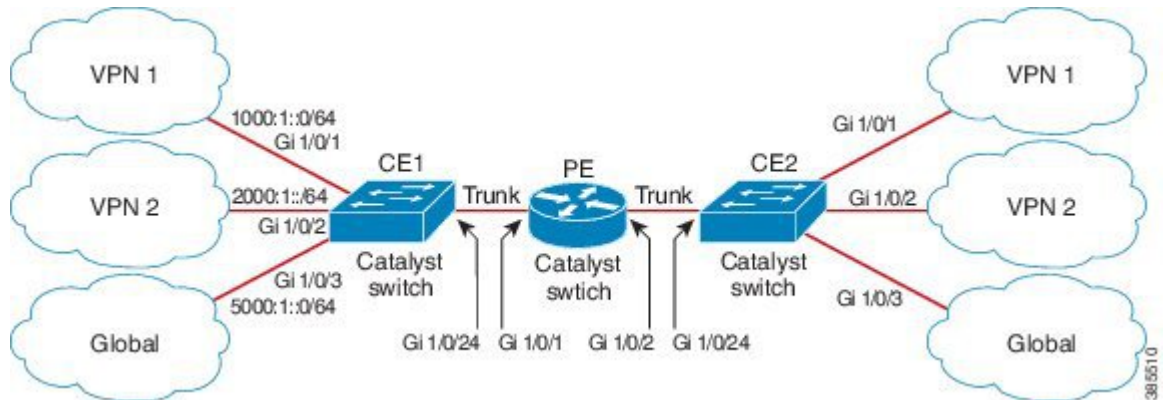 VPN 1
1000:1::0/64
Gi 1/0/1
VPN 2
2000:1::/64
Gi 1/0/2
Global
Gi 1/0/3
5000:1::0/64
CE1
Catalyst
switch
Trunk
PE
Catalyst
swtich
Trunk
CE2
Catalyst
switch
Gi 1/0/24
Gi 1/0/1
Gi 1/0/2
Gi 1/0/24
Gi 1/0/1
VPN 1
Gi 1/0/2
VPN 2
Gi 1/0/3
Global
385510